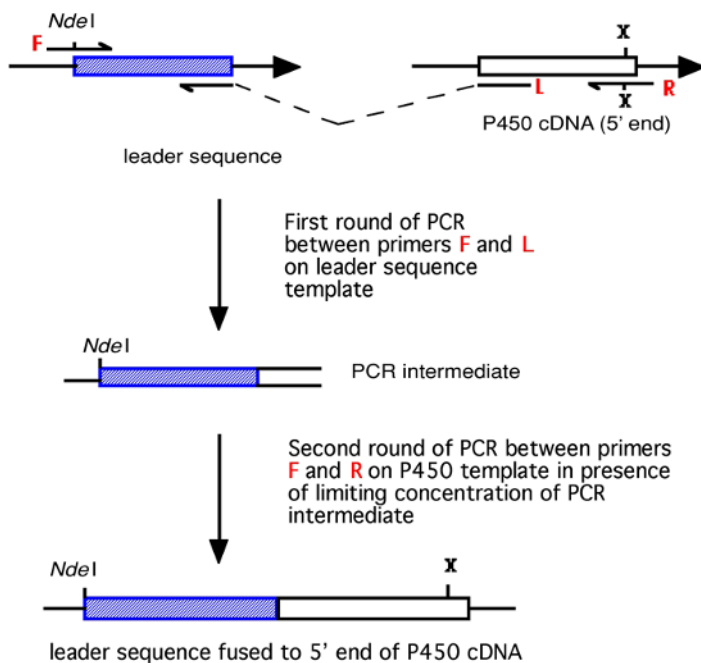 NdeI
F
X
L
X
R
P450 cDNA (5' end)
leader sequence
First round of PCR
between primers F and L
on leader sequence
template
NdeI
PCR intermediate
Second round of PCR between primers
F and R on P450 template in presence
of limiting concentration of PCR
intermediate
NdeI
X
leader sequence fused to 5' end of P450 cDNA